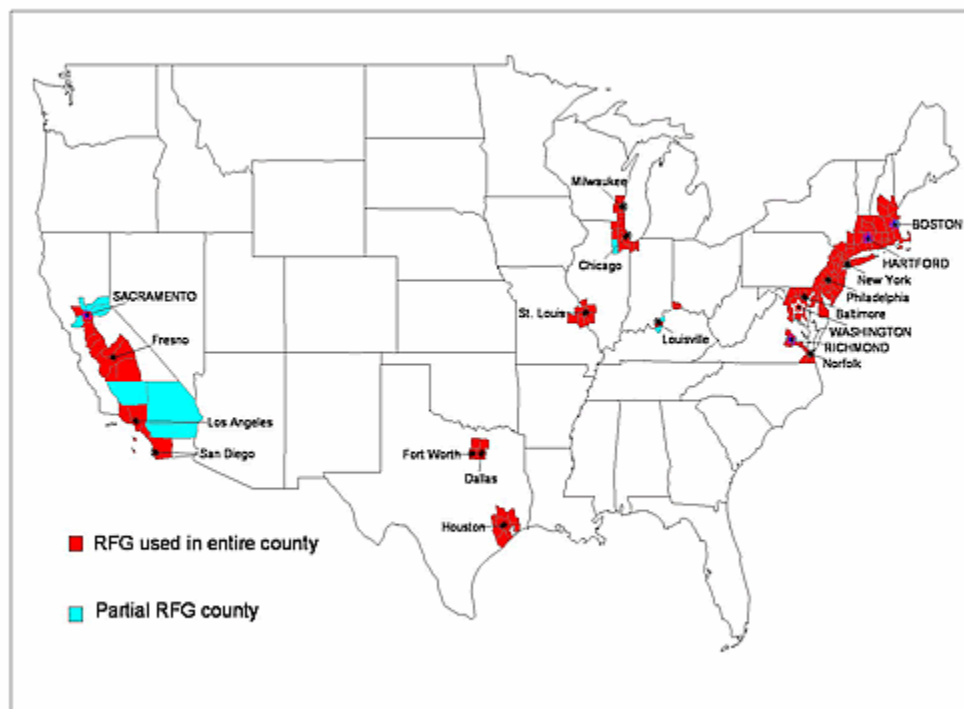 Milwaukee
BOSTON
Chicago
HARTFORD
New York
SACRAMENTO
Philadelphia
St. Louis
Baltimore
WASHINGTON
Louisville
RICHMOND
Fresno
Norfolk
Los Angeles
San Diego
Fort Worth
Dallas
Houston
RFG used in entire county
Partial RFG county